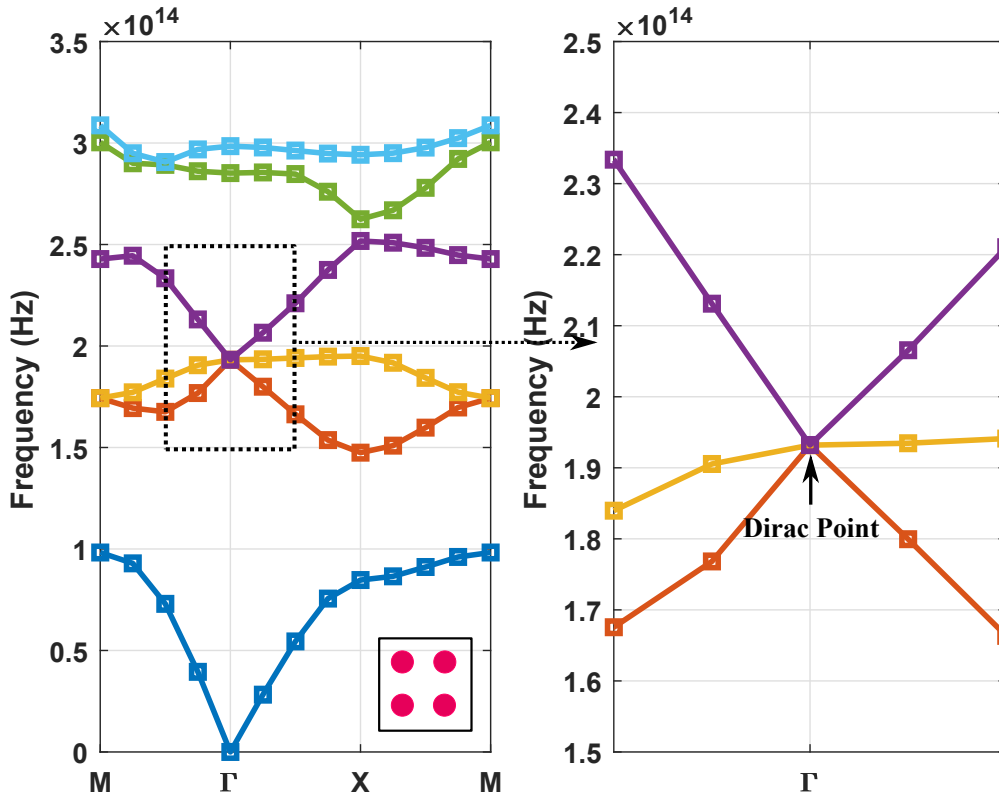 ×10^14
3.5
3
2.5
2
1.5
1
0.5
0
Frequency (Hz)
M
Γ
X
M
×10^14
2.5
2.4
2.3
2.2
2.1
2
1.9
1.8
1.7
1.6
1.5
Frequency (Hz)
Dirac Point
Γ